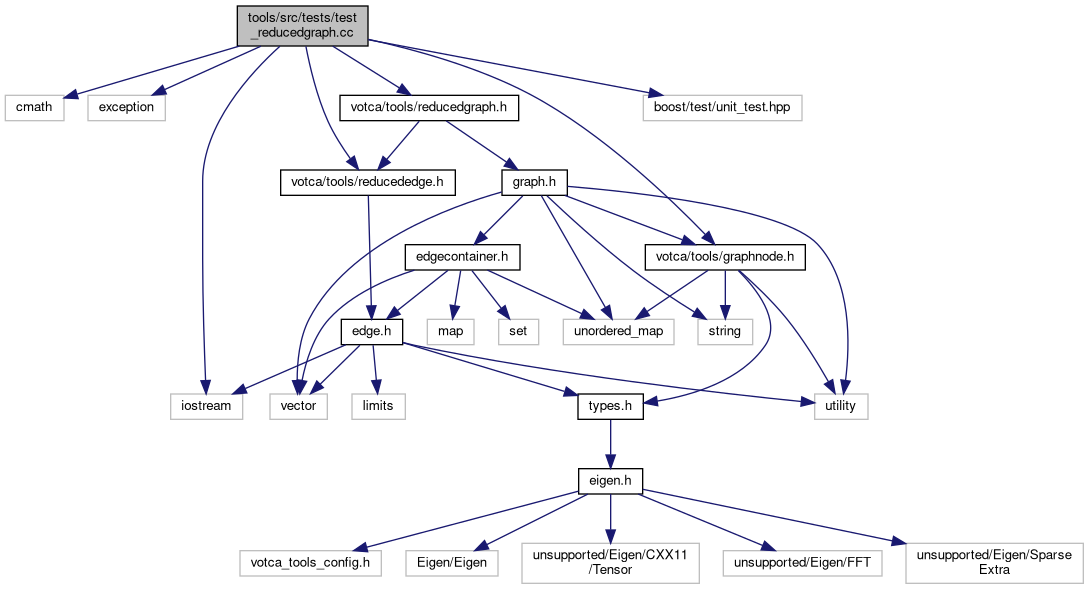 tools/src/tests/test
_reducedgraph.cc
cmath
exception
votca/tools/reducedgraph.h
boost/test/unit_test.hpp
votca/tools/reducededge.h
graph.h
edgecontainer.h
votca/tools/graphnode.h
edge.h
map
set
unordered_map
string
iostream
vector
limits
types.h
utility
eigen.h
votca_tools_config.h
Eigen/Eigen
unsupported/Eigen/CXX11
/Tensor
unsupported/Eigen/FFT
unsupported/Eigen/Sparse
Extra